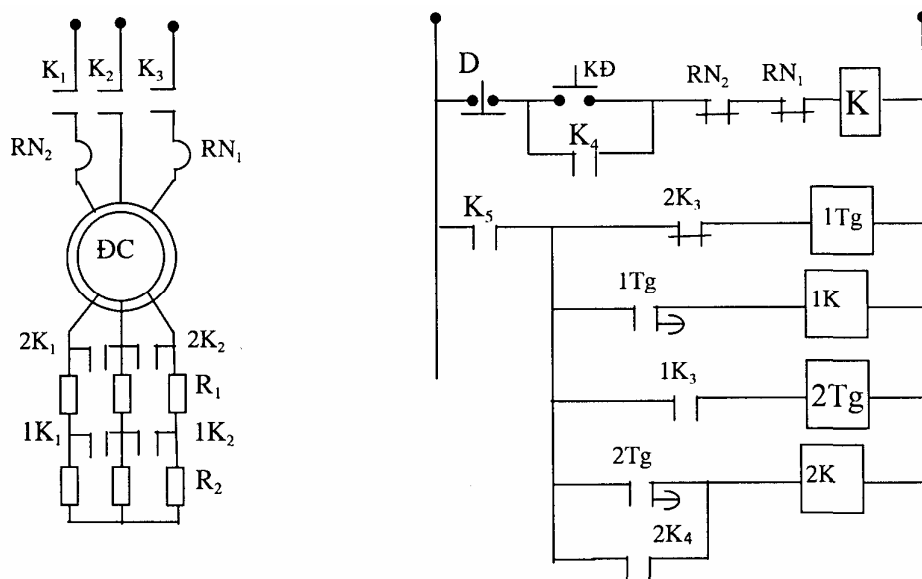 K₁ K₂ K₃
RN₂ RN₁
ĐC
2K₁ 2K₂
R₁
1K₁ 1K₂
R₂
D KĐ RN₂ RN₁ K
K₄
K₅ 2K₃ 1Tg
1Tg 1K
1K₃ 2Tg
2Tg 2K
2K₄